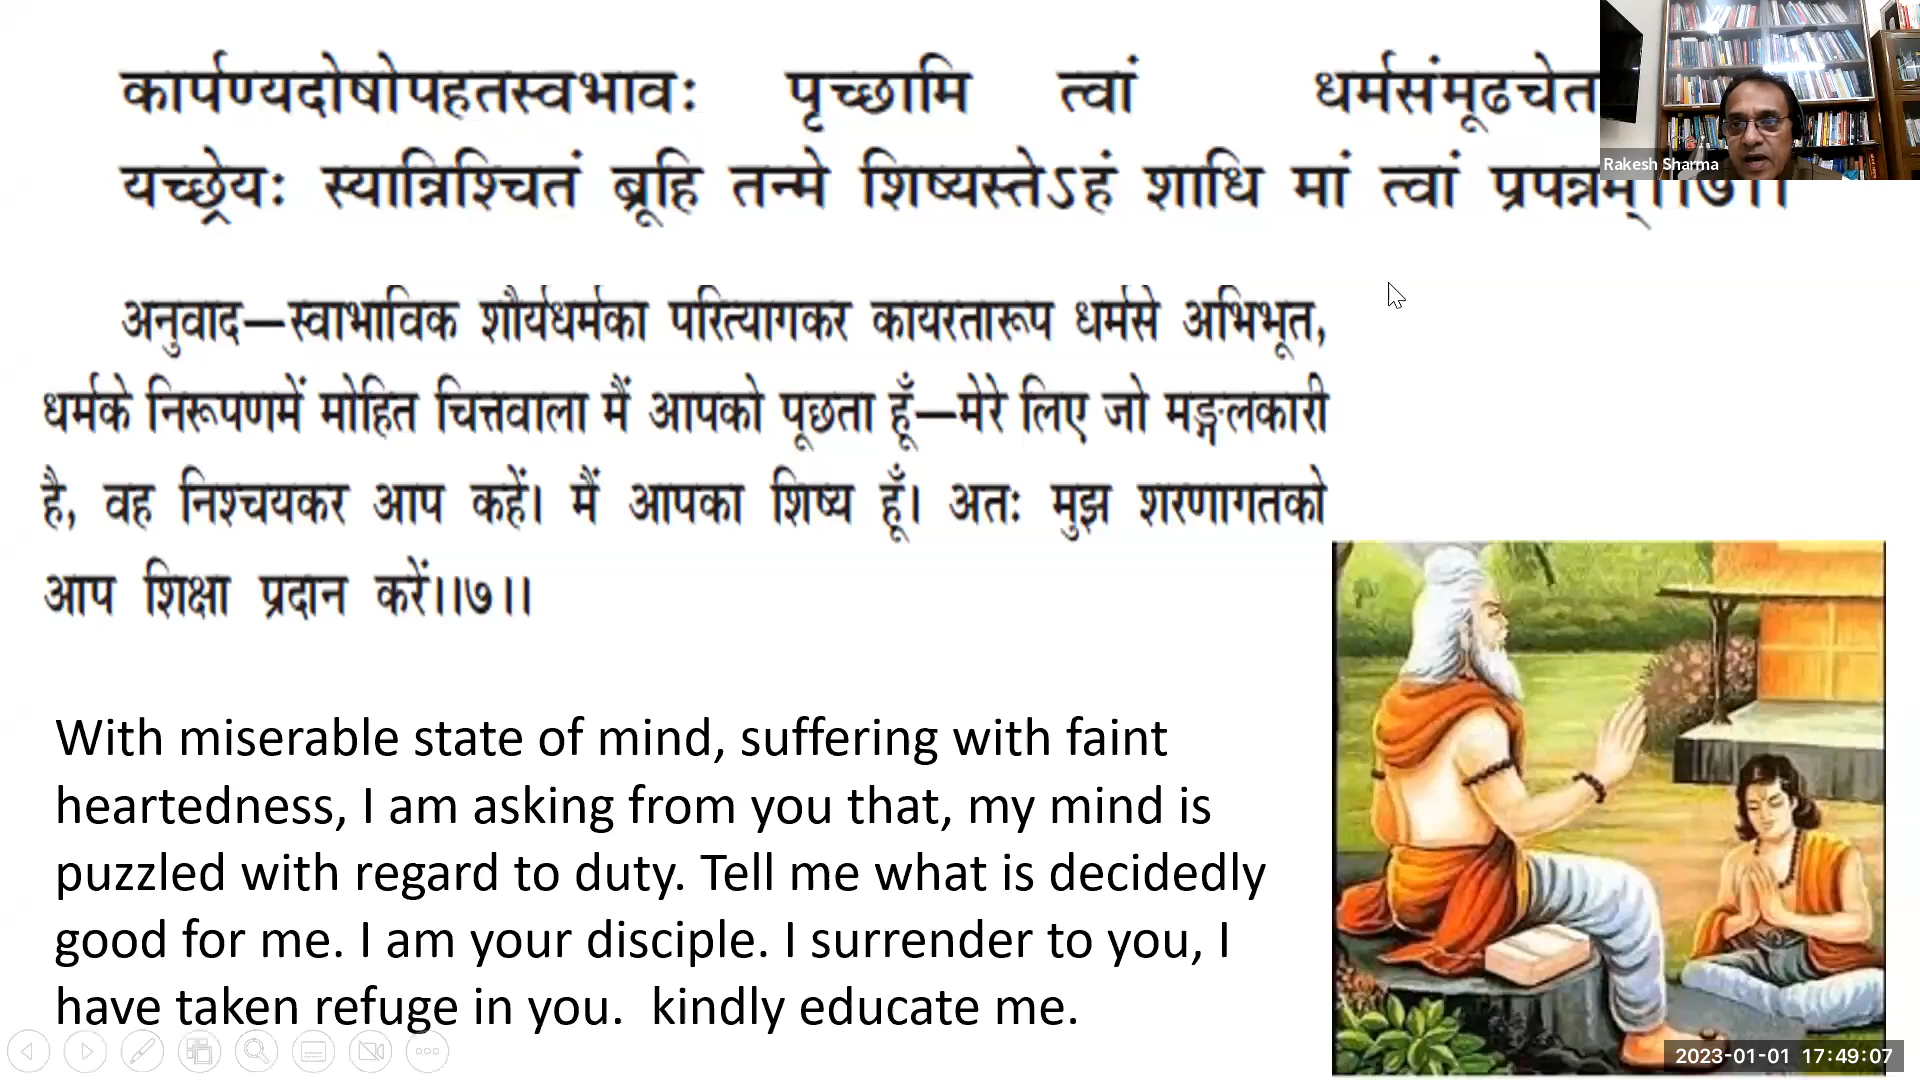 कार्पण्यदोषोपहतस्वभावः पृच्छामि त्वां धर्मसंमूढचेत
यच्छ्रेयः स्यान्निश्चितं ब्रूहि तन्मे शिष्यस्तेऽहं शाधि मां त्वां प्रपन्नम्।।७।।
Rakesh Sharma
अनुवाद—स्वाभाविक शौर्यधर्मका परित्यागकर कायरतारूप धर्मसे अभिभूत,
धर्मके निरूपणमें मोहित चित्तवाला मैं आपको पूछता हूँ—मेरे लिए जो मङ्गलकारी
है, वह निश्चयकर आप कहें। मैं आपका शिष्य हूँ। अतः मुझ शरणागतको
आप शिक्षा प्रदान करें।।७।।
With miserable state of mind, suffering with faint
heartedness, I am asking from you that, my mind is
puzzled with regard to duty. Tell me what is decidedly
good for me. I am your disciple. I surrender to you, I
have taken refuge in you.  kindly educate me.
2023-01-01 17:49:07